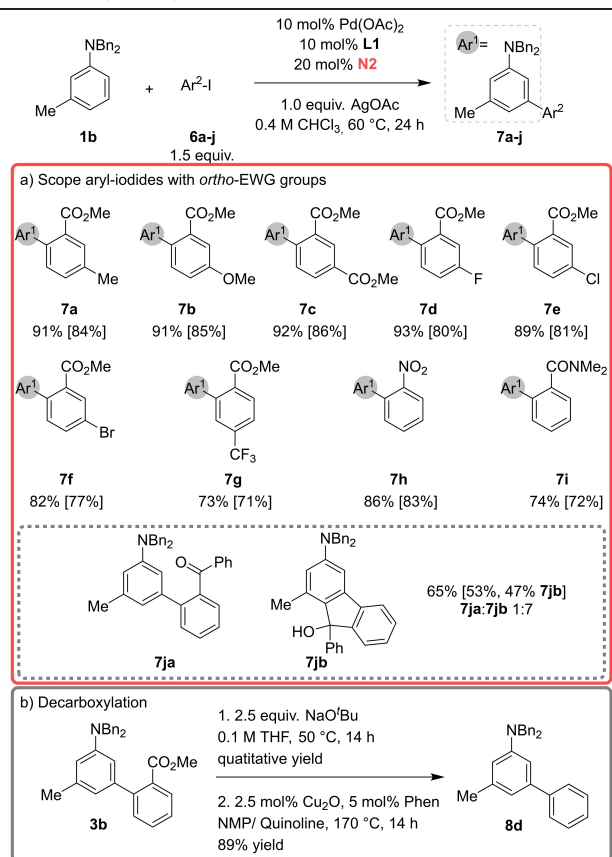 10 mol% Pd(OAc)2
10 mol% L1
20 mol% N2
1.0 equiv. AgOAc
0.4 M CHCl3, 60 °C, 24 h
NBn2
Me
1b
+
Ar2-I
6a-j
1.5 equiv.
Ar1=
NBn2
Me
Ar2
7a-j
a) Scope aryl-iodides with ortho-EWG groups
Ar1
CO2Me
Me
7a
91% [84%]
Ar1
CO2Me
OMe
7b
91% [85%]
Ar1
CO2Me
CO2Me
7c
92% [86%]
Ar1
CO2Me
F
7d
93% [80%]
Ar1
CO2Me
Cl
7e
89% [81%]
Ar1
CO2Me
Br
7f
82% [77%]
Ar1
CO2Me
CF3
7g
73% [71%]
Ar1
NO2
7h
86% [83%]
Ar1
CONMe2
7i
74% [72%]
NBn2
O
Ph
Me
7ja
NBn2
Me
HO
Ph
7jb
65% [53%, 47% 7jb]
7ja:7jb 1:7
b) Decarboxylation
NBn2
CO2Me
Me
3b
1. 2.5 equiv. NaOtBu
0.1 M THF, 50 °C, 14 h
quatitative yield
2. 2.5 mol% Cu2O, 5 mol% Phen
NMP/ Quinoline, 170 °C, 14 h
89% yield
NBn2
Me
8d